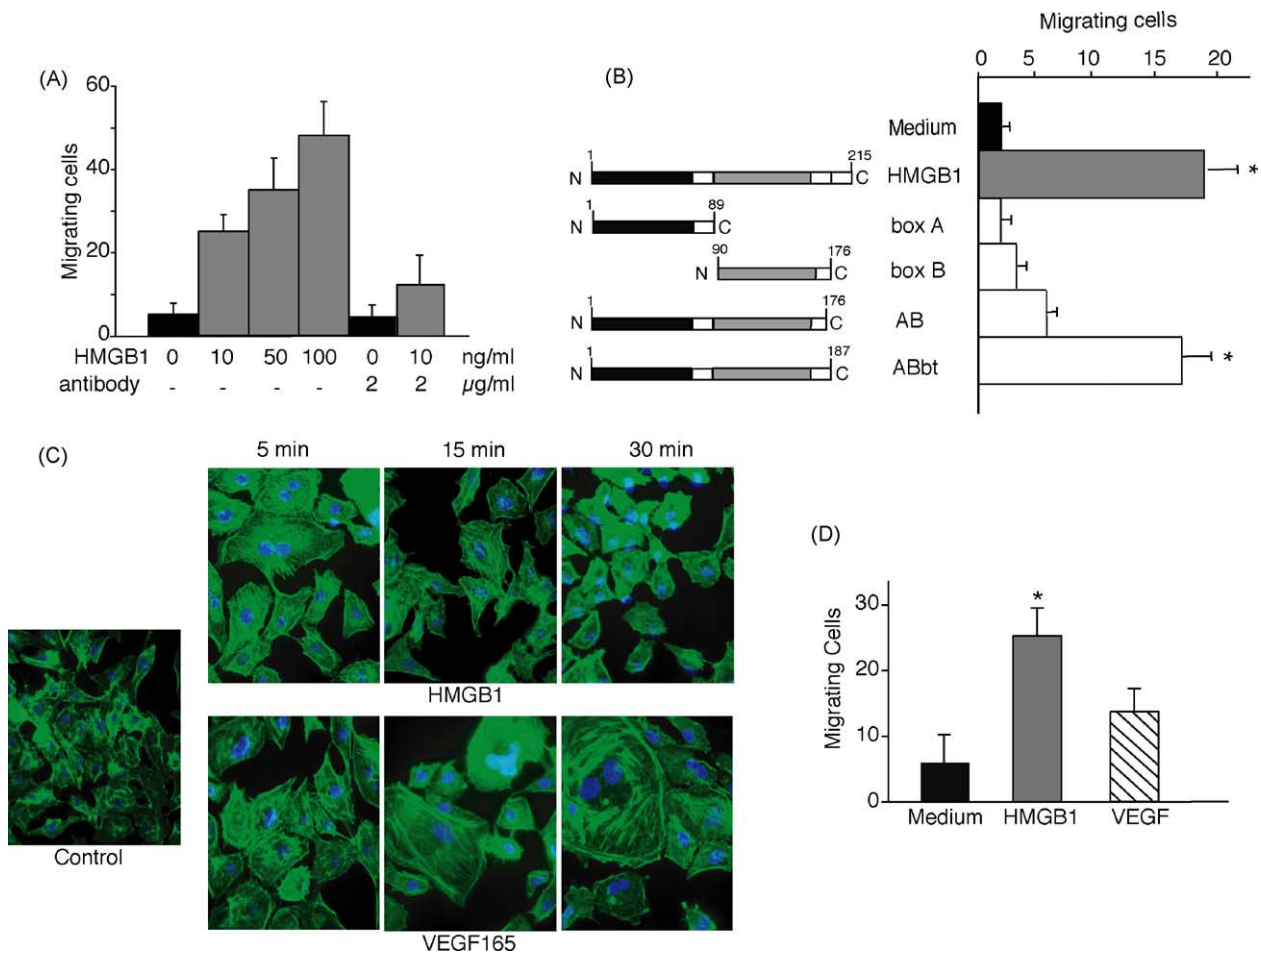 (A)
60
40
20
0
Migrating cells
HMGB1 0 10 50 100 0 10 ng/ml
antibody - - - - 2 2 µg/ml
(B)
Migrating cells
0 5 10 15 20
Medium
N 1 215 C HMGB1 *
N 1 89 C box A
N 90 176 C box B
N 1 176 C AB
N 1 187 C ABbt *
(C)
5 min 15 min 30 min
HMGB1
Control
VEGF165
(D)
30
20
10
0
Migrating Cells
*
Medium HMGB1 VEGF